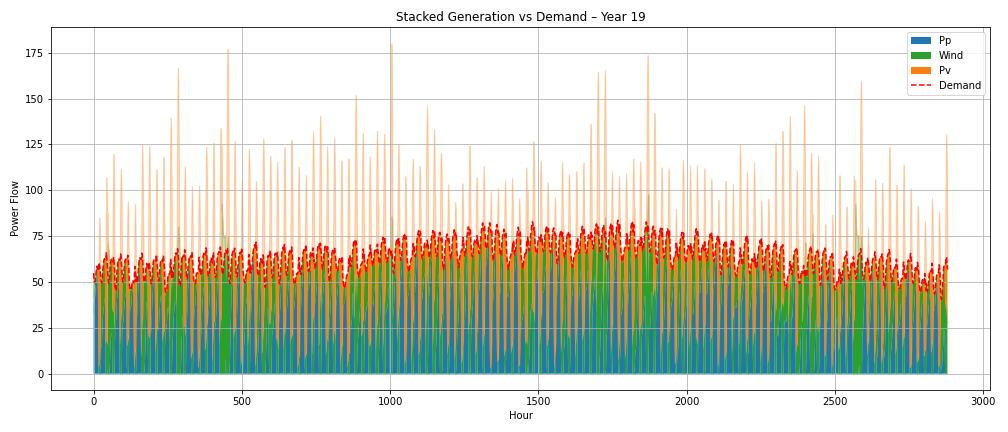 Stacked Generation vs Demand – Year 19
Pp
Wind
Pv
Demand
Power Flow
175
150
125
100
75
50
25
0
0 500 1000 1500 2000 2500 3000
Hour